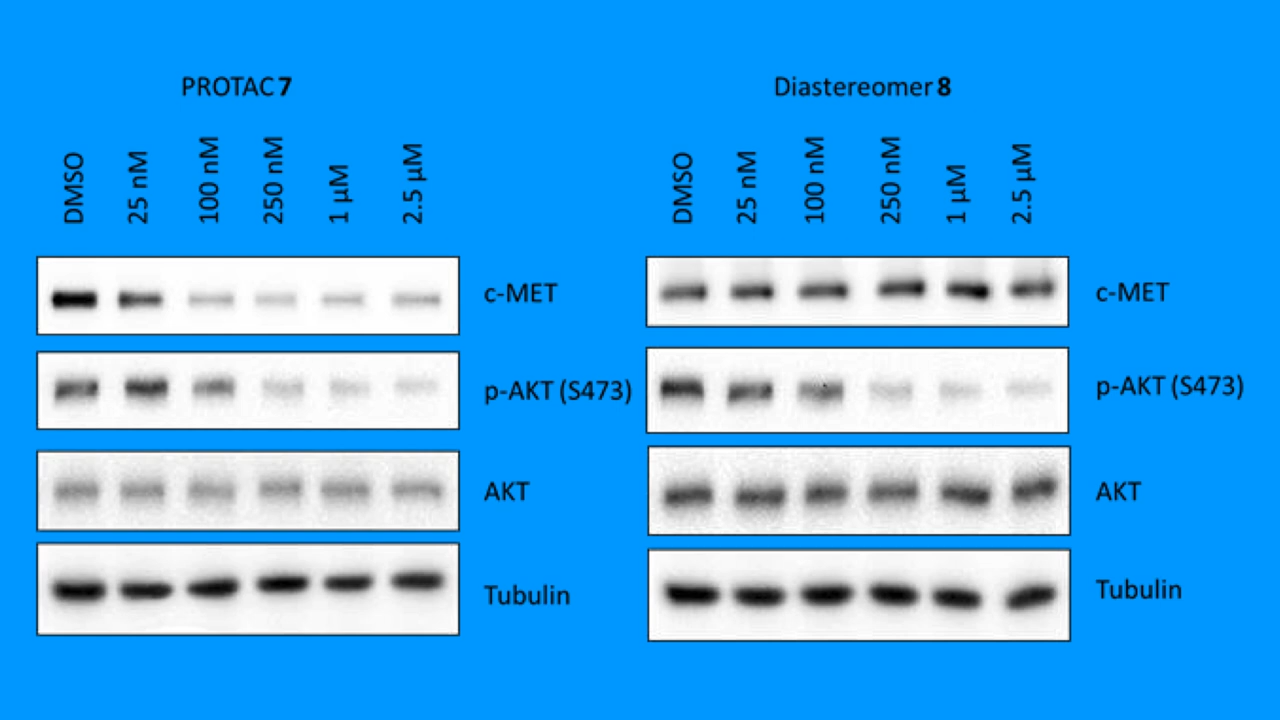 PROTAC 7
DMSO
25 nM
100 nM
250 nM
1 µM
2.5 µM
c-MET
p-AKT (S473)
AKT
Tubulin
Diastereomer 8
DMSO
25 nM
100 nM
250 nM
1 µM
2.5 µM
c-MET
p-AKT (S473)
AKT
Tubulin